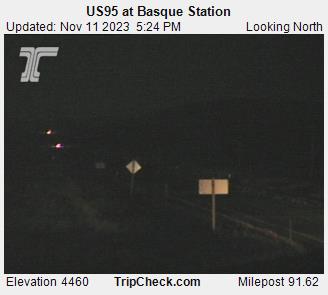 US95 at Basque Station
Updated: Nov 11 2023 5:24 PM Looking North
Elevation 4460 TripCheck.com Milepost 91.62